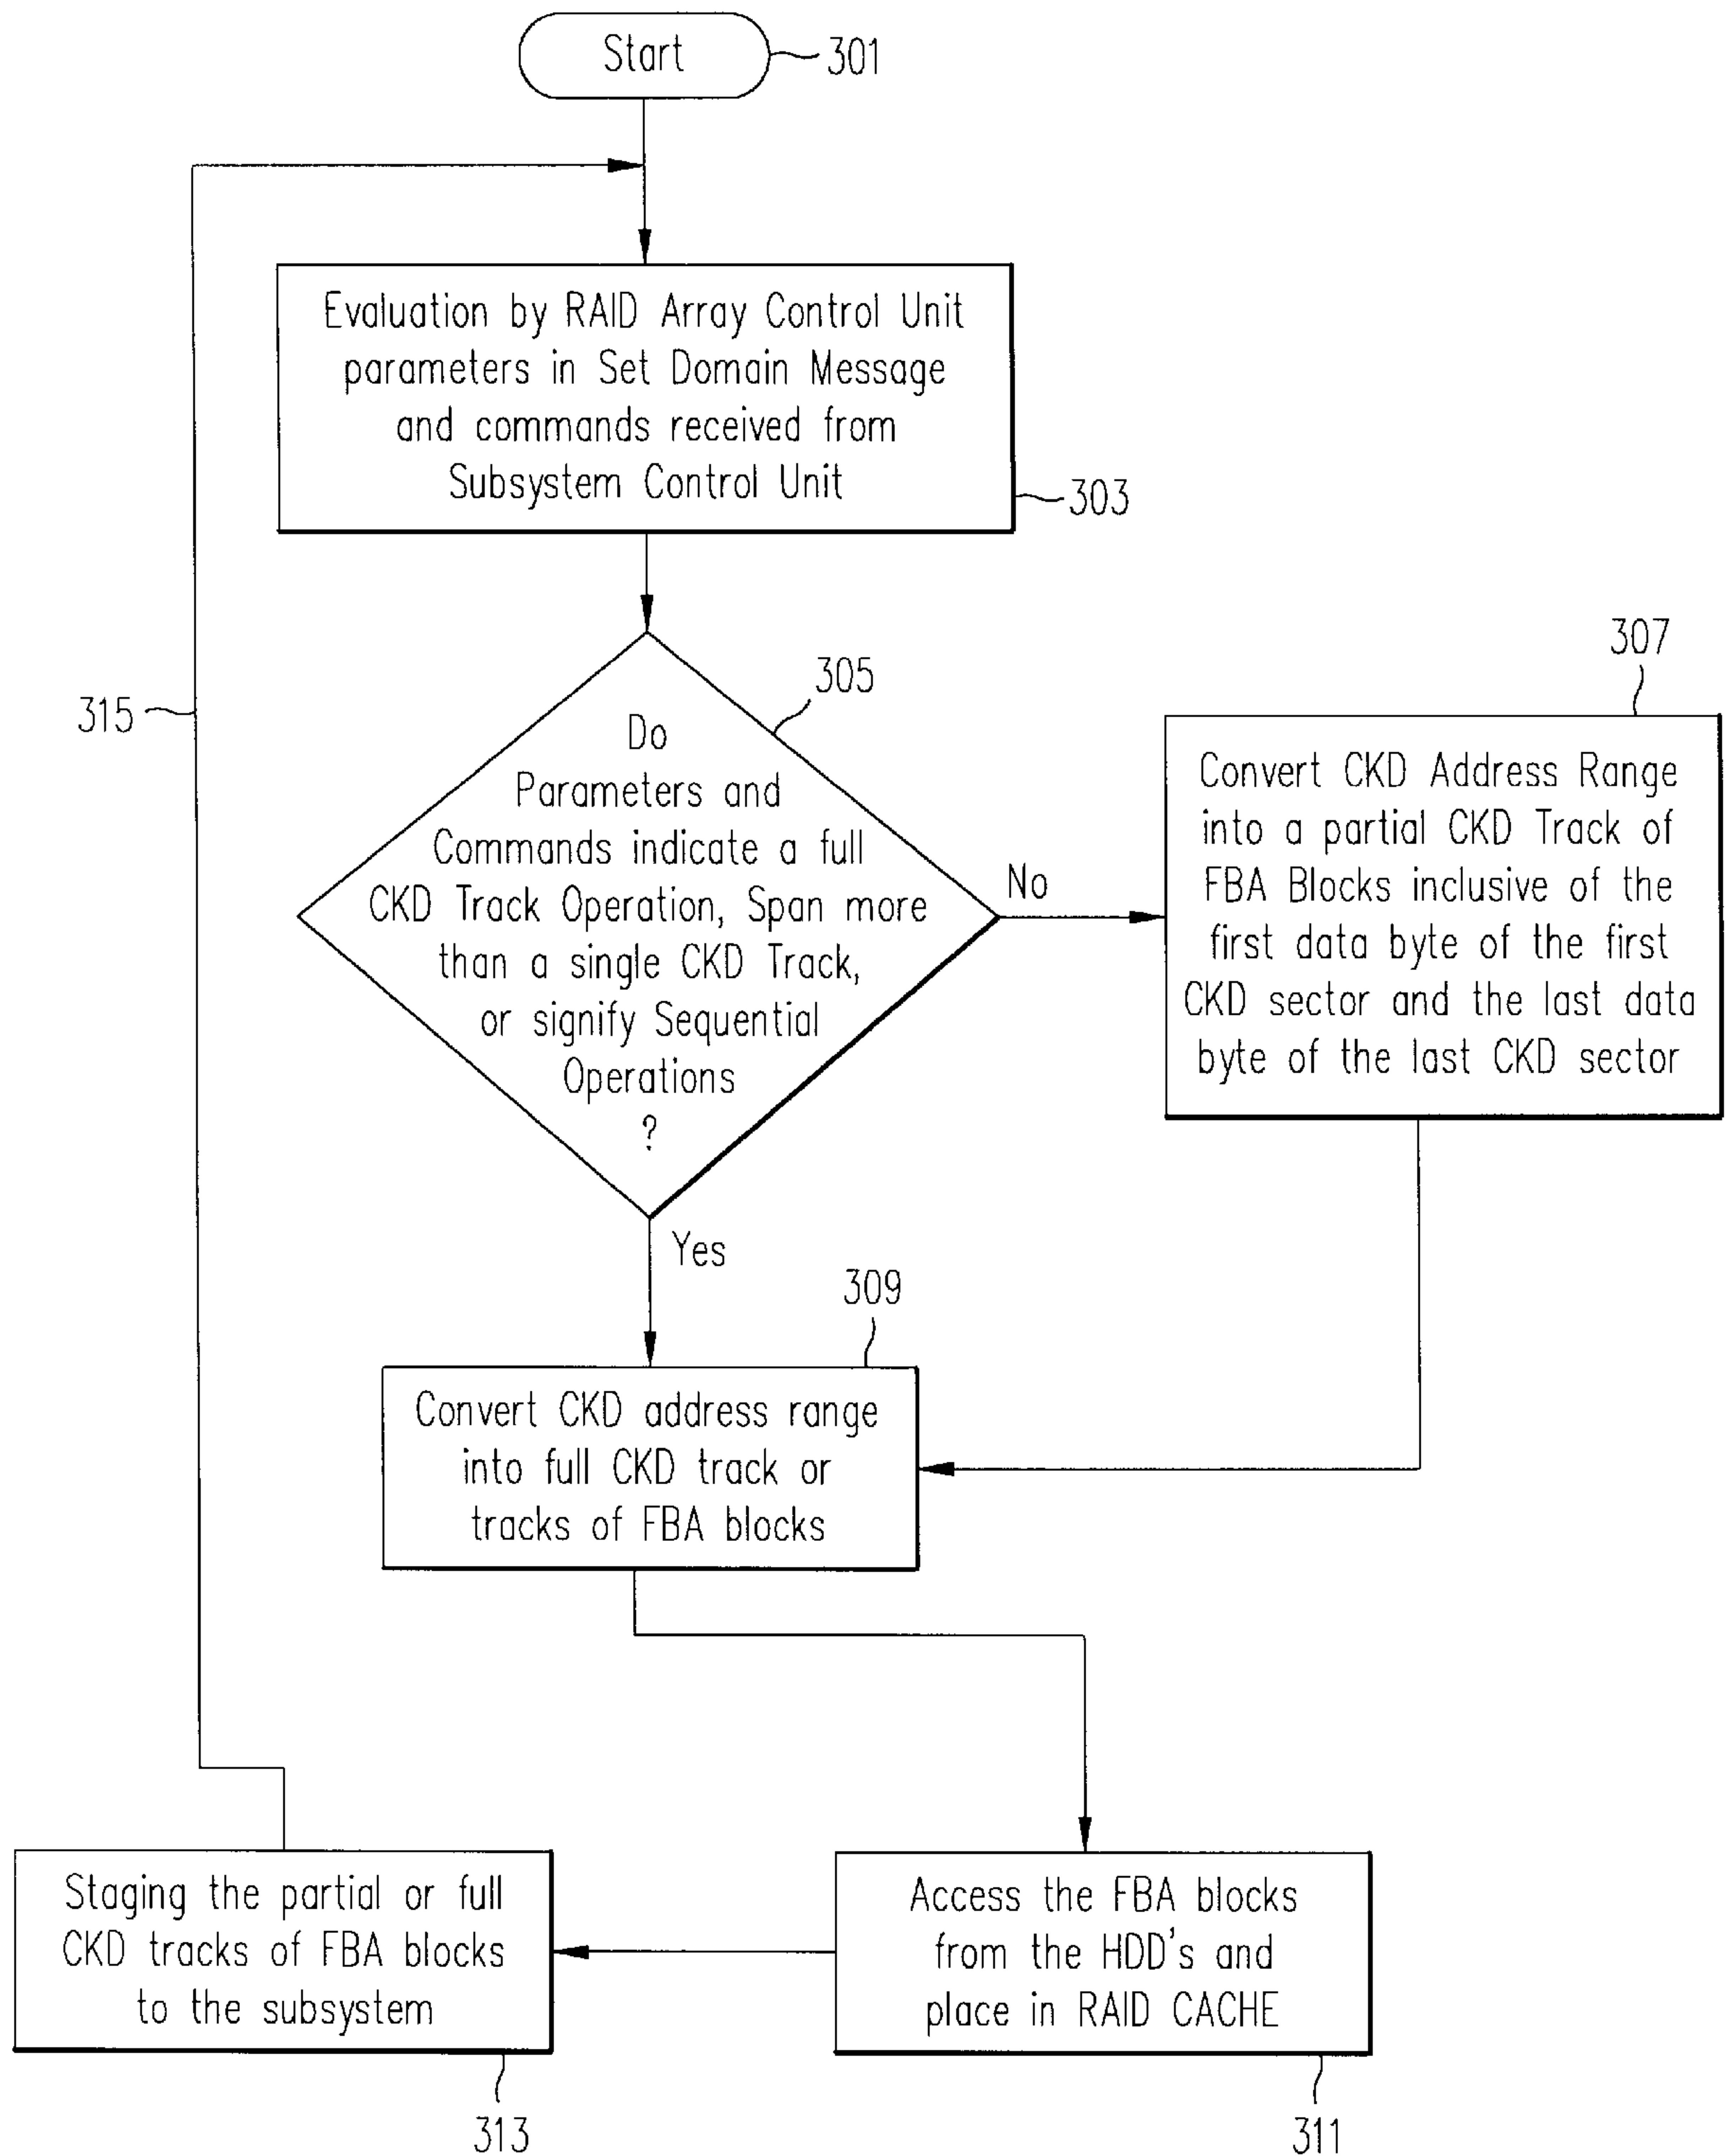 Start
301
Evaluation by RAID Array Control Unit
parameters in Set Domain Message
and commands received from
Subsystem Control Unit
303
305
Do
Parameters and
Commands indicate a full
CKD Track Operation, Span more
than a single CKD Track,
or signify Sequential
Operations
?
No
307
Convert CKD Address Range
into a partial CKD Track of
FBA Blocks inclusive of the
first data byte of the first
CKD sector and the last data
byte of the last CKD sector
315
Yes
309
Convert CKD address range
into full CKD track or
tracks of FBA blocks
Access the FBA blocks
from the HDD's and
place in RAID CACHE
311
Staging the partial or full
CKD tracks of FBA blocks
to the subsystem
313